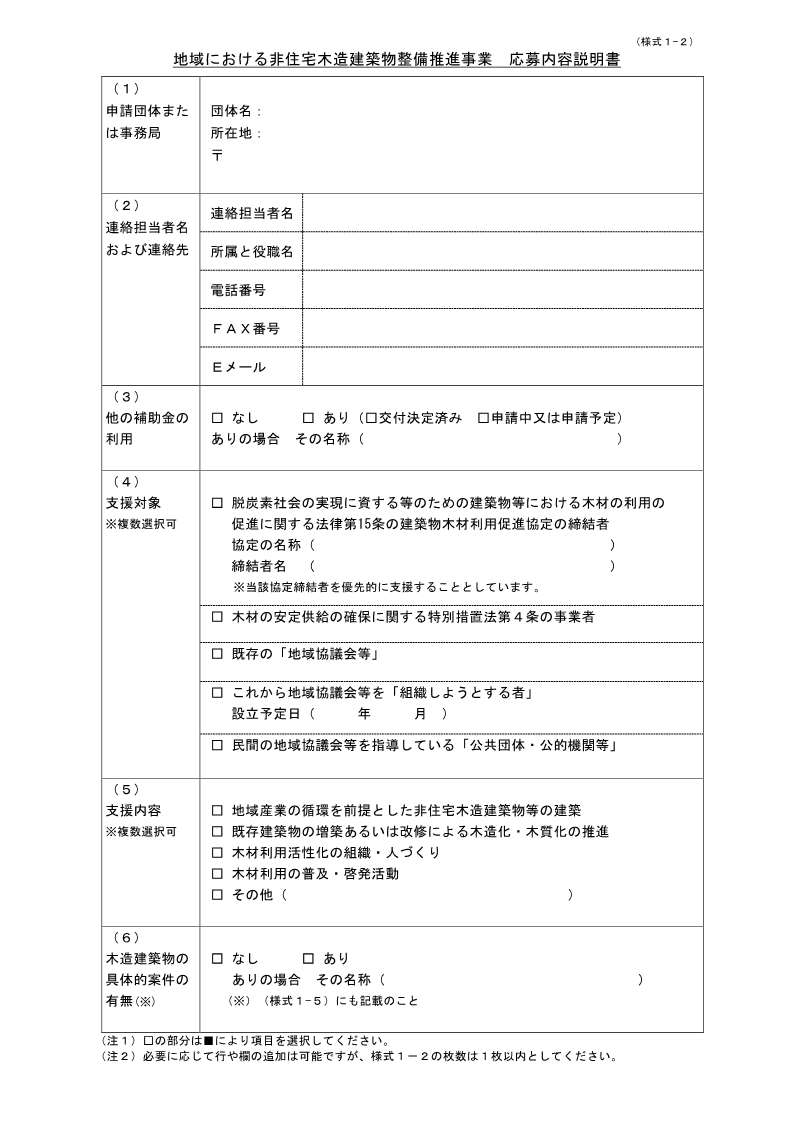 （様式１－２）
地域における非住宅木造建築物整備推進事業　応募内容説明書
（１）
申請団体また
は事務局
団体名：
所在地：
〒
（２）
連絡担当者名
および連絡先
連絡担当者名
所属と役職名
電話番号
ＦＡＸ番号
Ｅメール
（３）
他の補助金の
利用
□ なし　　　□ あり（□交付決定済み　□申請中又は申請予定）
ありの場合　その名称（　　　　　　　　　　　　　　　　　　）
（４）
支援対象
※複数選択可
□ 脱炭素社会の実現に資する等のための建築物等における木材の利用の
促進に関する法律第15条の建築物木材利用促進協定の締結者
協定の名称（　　　　　　　　　　　　　　　　　　　　　）
締結者名　（　　　　　　　　　　　　　　　　　　　　　）
※当該協定締結者を優先的に支援することとしています。
□ 木材の安定供給の確保に関する特別措置法第４条の事業者
□ 既存の「地域協議会等」
□ これから地域協議会等を「組織しようとする者」
設立予定日（　　　年　　　月　）
□ 民間の地域協議会等を指導している「公共団体・公的機関等」
（５）
支援内容
※複数選択可
□ 地域産業の循環を前提とした非住宅木造建築物等の建築
□ 既存建築物の増築あるいは改修による木造化・木質化の推進
□ 木材利用活性化の組織・人づくり
□ 木材利用の普及・啓発活動
□ その他（　　　　　　　　　　　　　　　　　　　　）
（６）
木造建築物の
具体的案件の
有無（※）
□ なし　　　□ あり
ありの場合　その名称（　　　　　　　　　　　　　　　　　　）
（※）（様式１－５）にも記載のこと
（注１）□の部分は■により項目を選択してください。
（注２）必要に応じて行や欄の追加は可能ですが、様式１－２の枚数は１枚以内としてください。